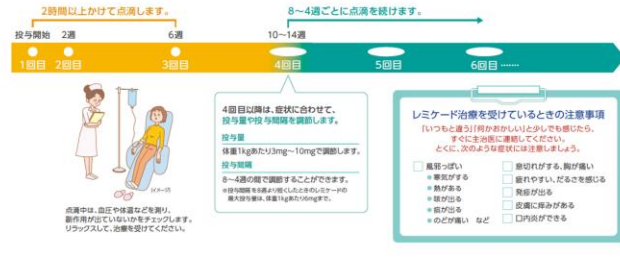 2時間以上かけて点滴します。
8〜4週ごとに点滴を続けます。
投与開始 2週 6週 10〜14週
1回目 2回目 3回目 4回目 5回目 6回目 ……
(イメージ)
点滴中は、血圧や体温などを測り、
副作用が出ていないかをチェックします。
リラックスして、治療を受けてください。
4回目以降は、症状に合わせて、
投与量や投与間隔を調節します。
投与量
体重1kgあたり3mg〜10mgで調節します。
投与間隔
8〜4週の間で調節することができます。
※投与間隔を8週より短くしたときのレミケードの
最大投与量は、体重1kgあたり6mgまで。
レミケード治療を受けているときの注意事項
「いつもと違う」「何かおかしい」と少しでも感じたら、
すぐに主治医に連絡してください。
とくに、次のような症状には注意しましょう。
風邪っぽい
寒気がする
熱がある
咳が出る
痰が出る
のどが痛い など
息切れがする、胸が痛い
疲れやすい、だるさを感じる
発疹が出る
皮膚に痒みがある
口内炎ができる